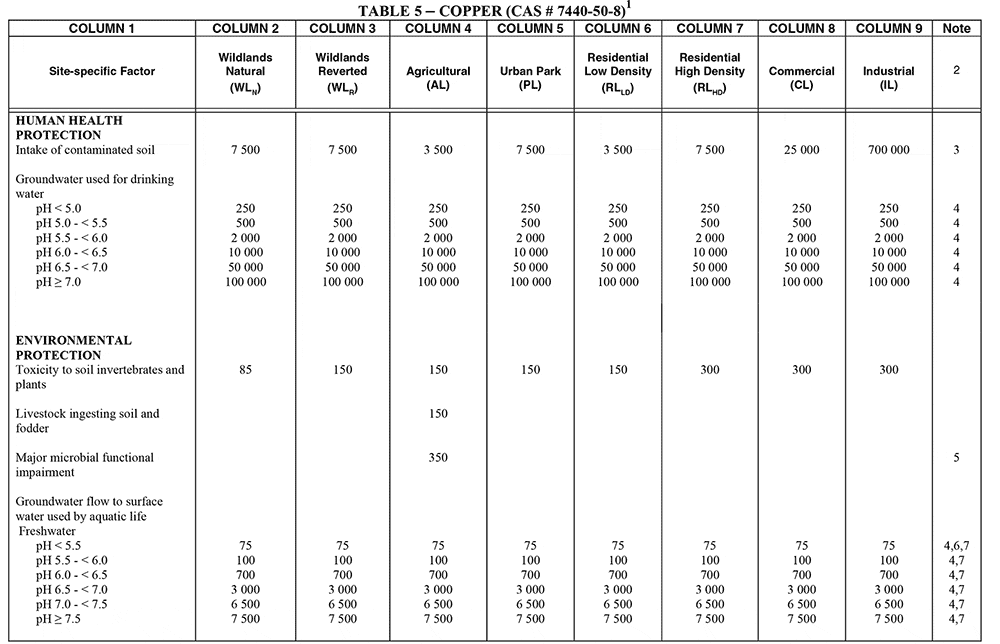 TABLE 5 – COPPER (CAS # 7440-50-8)1
COLUMN 1 COLUMN 2 COLUMN 3 COLUMN 4 COLUMN 5 COLUMN 6 COLUMN 7 COLUMN 8 COLUMN 9 Note
Site-specific Factor Wildlands Natural (WLN) Wildlands Reverted (WLR) Agricultural (AL) Urban Park (PL) Residential Low Density (RLLD) Residential High Density (RLHD) Commercial (CL) Industrial (IL) 2
HUMAN HEALTH
PROTECTION
Intake of contaminated soil 7 500 7 500 3 500 7 500 3 500 7 500 25 000 700 000 3
Groundwater used for drinking
water
pH < 5.0 250 250 250 250 250 250 250 250 4
pH 5.0 - < 5.5 500 500 500 500 500 500 500 500 4
pH 5.5 - < 6.0 2 000 2 000 2 000 2 000 2 000 2 000 2 000 2 000 4
pH 6.0 - < 6.5 10 000 10 000 10 000 10 000 10 000 10 000 10 000 10 000 4
pH 6.5 - < 7.0 50 000 50 000 50 000 50 000 50 000 50 000 50 000 50 000 4
pH ≥ 7.0 100 000 100 000 100 000 100 000 100 000 100 000 100 000 100 000 4
ENVIRONMENTAL
PROTECTION
Toxicity to soil invertebrates and 85 150 150 150 150 300 300 300
plants
Livestock ingesting soil and 150
fodder
Major microbial functional 350 5
impairment
Groundwater flow to surface
water used by aquatic life
Freshwater
pH < 5.5 75 75 75 75 75 75 75 75 4,6,7
pH 5.5 - < 6.0 100 100 100 100 100 100 100 100 4,7
pH 6.0 - < 6.5 700 700 700 700 700 700 700 700 4,7
pH 6.5 - < 7.0 3 000 3 000 3 000 3 000 3 000 3 000 3 000 3 000 4,7
pH 7.0 - < 7.5 6 500 6 500 6 500 6 500 6 500 6 500 6 500 6 500 4,7
pH ≥ 7.5 7 500 7 500 7 500 7 500 7 500 7 500 7 500 7 500 4,7